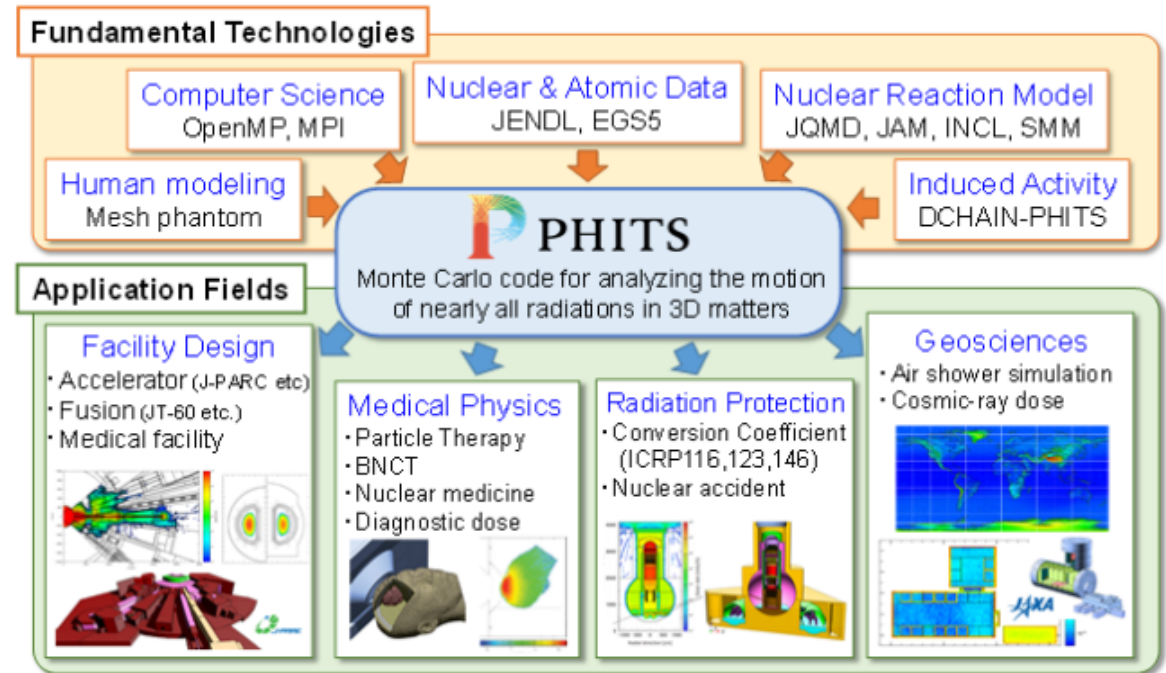 Fundamental Technologies
Computer Science
OpenMP, MPI
Nuclear & Atomic Data
JENDL, EGS5
Nuclear Reaction Model
JQMD, JAM, INCL, SMM
Human modeling
Mesh phantom
Induced Activity
DCHAIN-PHITS
PHITS
Monte Carlo code for analyzing the motion
of nearly all radiations in 3D matters
Application Fields
Facility Design
・Accelerator (J-PARC etc)
・Fusion (JT-60 etc.)
・Medical facility
Medical Physics
・Particle Therapy
・BNCT
・Nuclear medicine
・Diagnostic dose
Radiation Protection
・Conversion Coefficient
(ICRP116,123,146)
・Nuclear accident
Geosciences
・Air shower simulation
・Cosmic-ray dose
JAXA